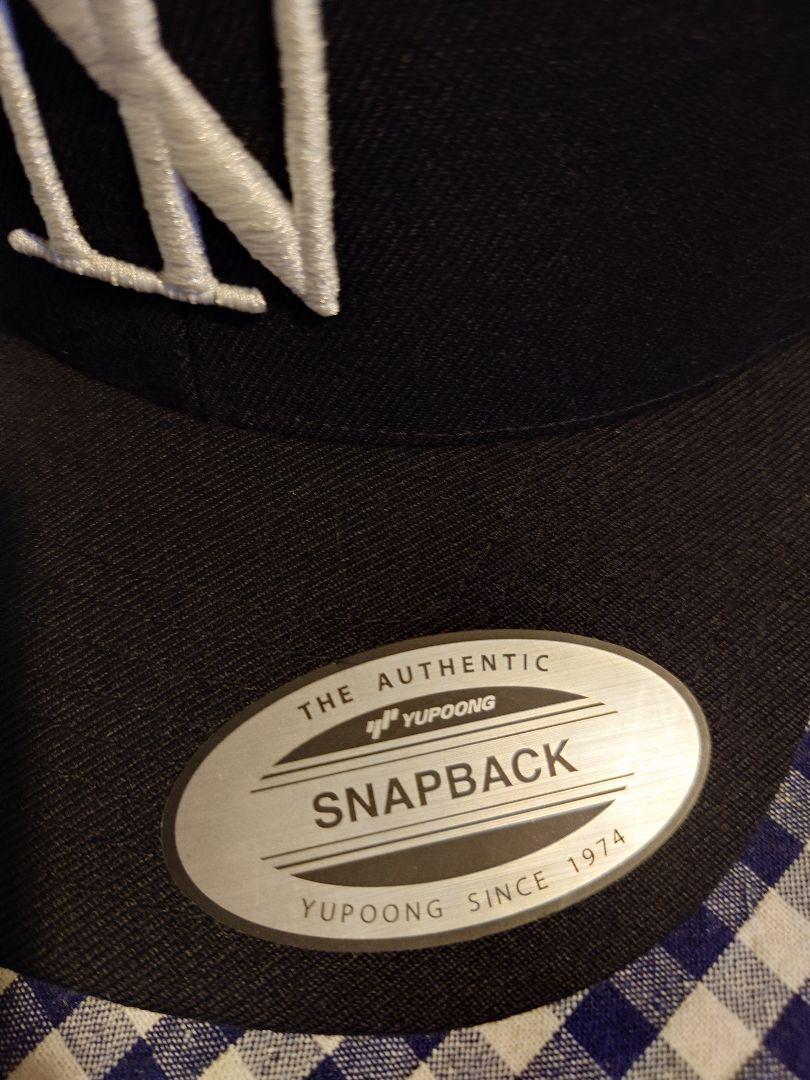 THE AUTHENTIC
YUPOONG
SNAPBACK
YUPOONG SINCE 1974